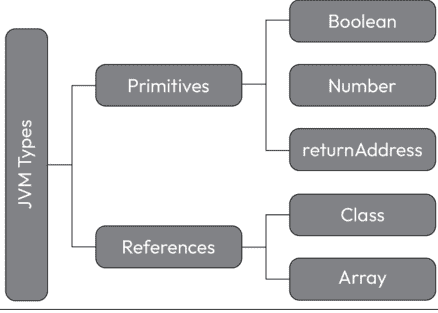 JVM Types
Primitives
Boolean
Number
returnAddress
References
Class
Array